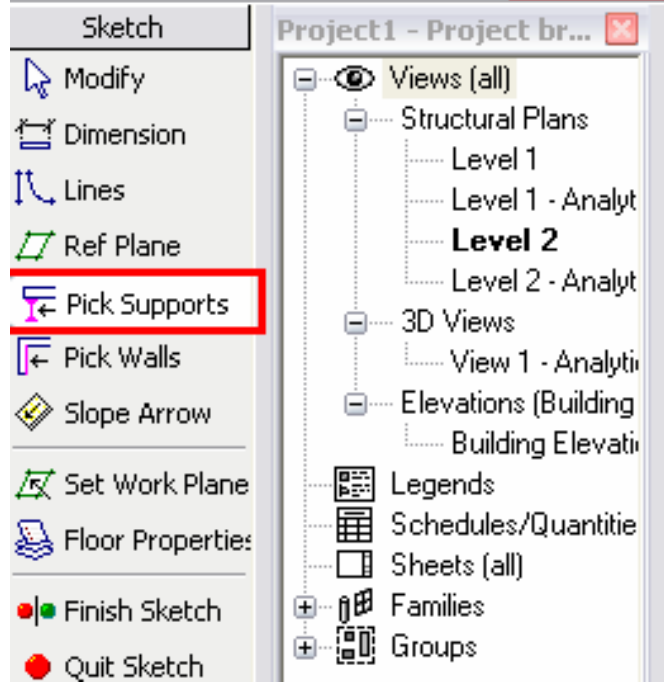 Sketch
Modify
Dimension
Lines
Ref Plane
Pick Supports
Pick Walls
Slope Arrow
Set Work Plane
Floor Properties
Finish Sketch
Quit Sketch
Project1 - Project br...
Views (all)
Structural Plans
Level 1
Level 1 - Analyt
Level 2
Level 2 - Analyt
3D Views
View 1 - Analytic
Elevations (Building
Building Elevati
Legends
Schedules/Quantitie
Sheets (all)
Families
Groups